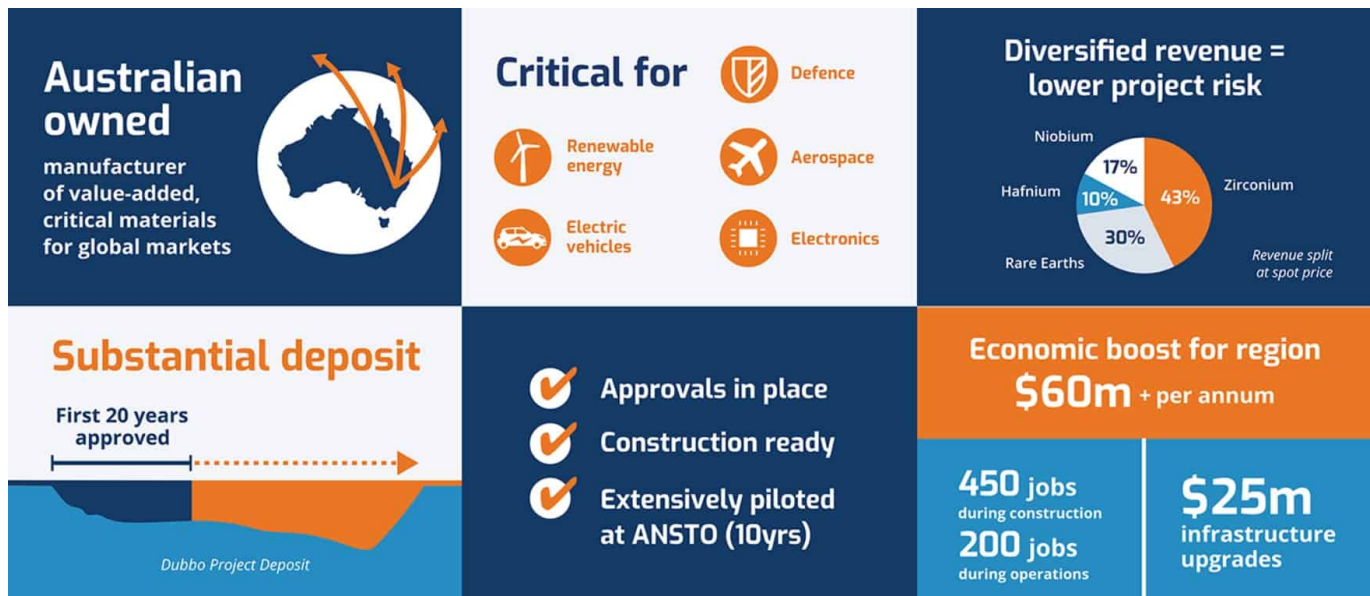 Australian
owned
manufacturer
of value-added,
critical materials
for global markets
Critical for
Defence
Renewable
energy
Aerospace
Electric
vehicles
Electronics
Diversified revenue =
lower project risk
Niobium
17%
Hafnium
10%
43%
Zirconium
30%
Rare Earths
Revenue split
at spot price
Substantial deposit
First 20 years
approved
Dubbo Project Deposit
Approvals in place
Construction ready
Extensively piloted
at ANSTO (10yrs)
Economic boost for region
$60m + per annum
450 jobs
during construction
200 jobs
during operations
$25m
infrastructure
upgrades